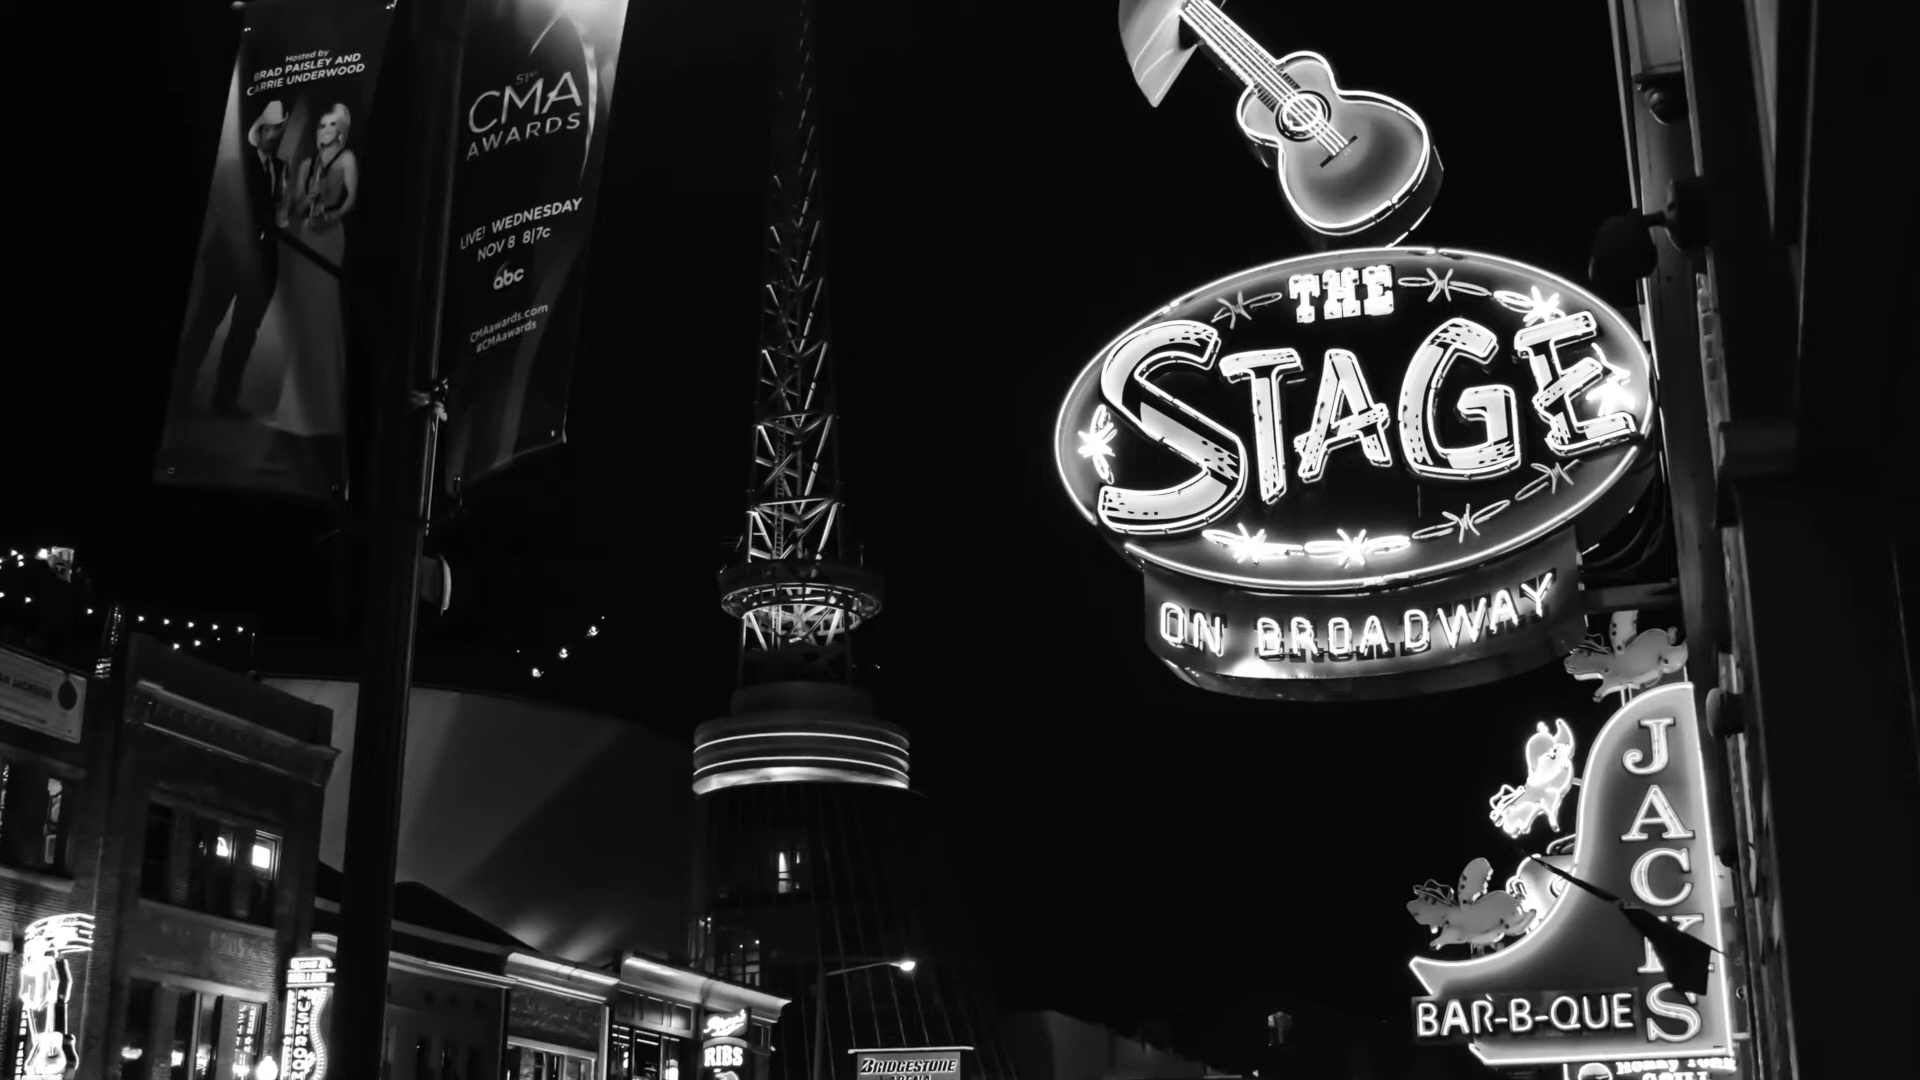 Hosted by
BRAD PAISLEY AND
CARRIE UNDERWOOD
51st
CMA
AWARDS
LIVE! WEDNESDAY
NOV 8 8|7c
abc
CMAawards.com
#CMAawards
THE
STAGE
ON BROADWAY
JACK'S
BAR-B-QUE
RIBS
BRIDGESTONE
ARENA